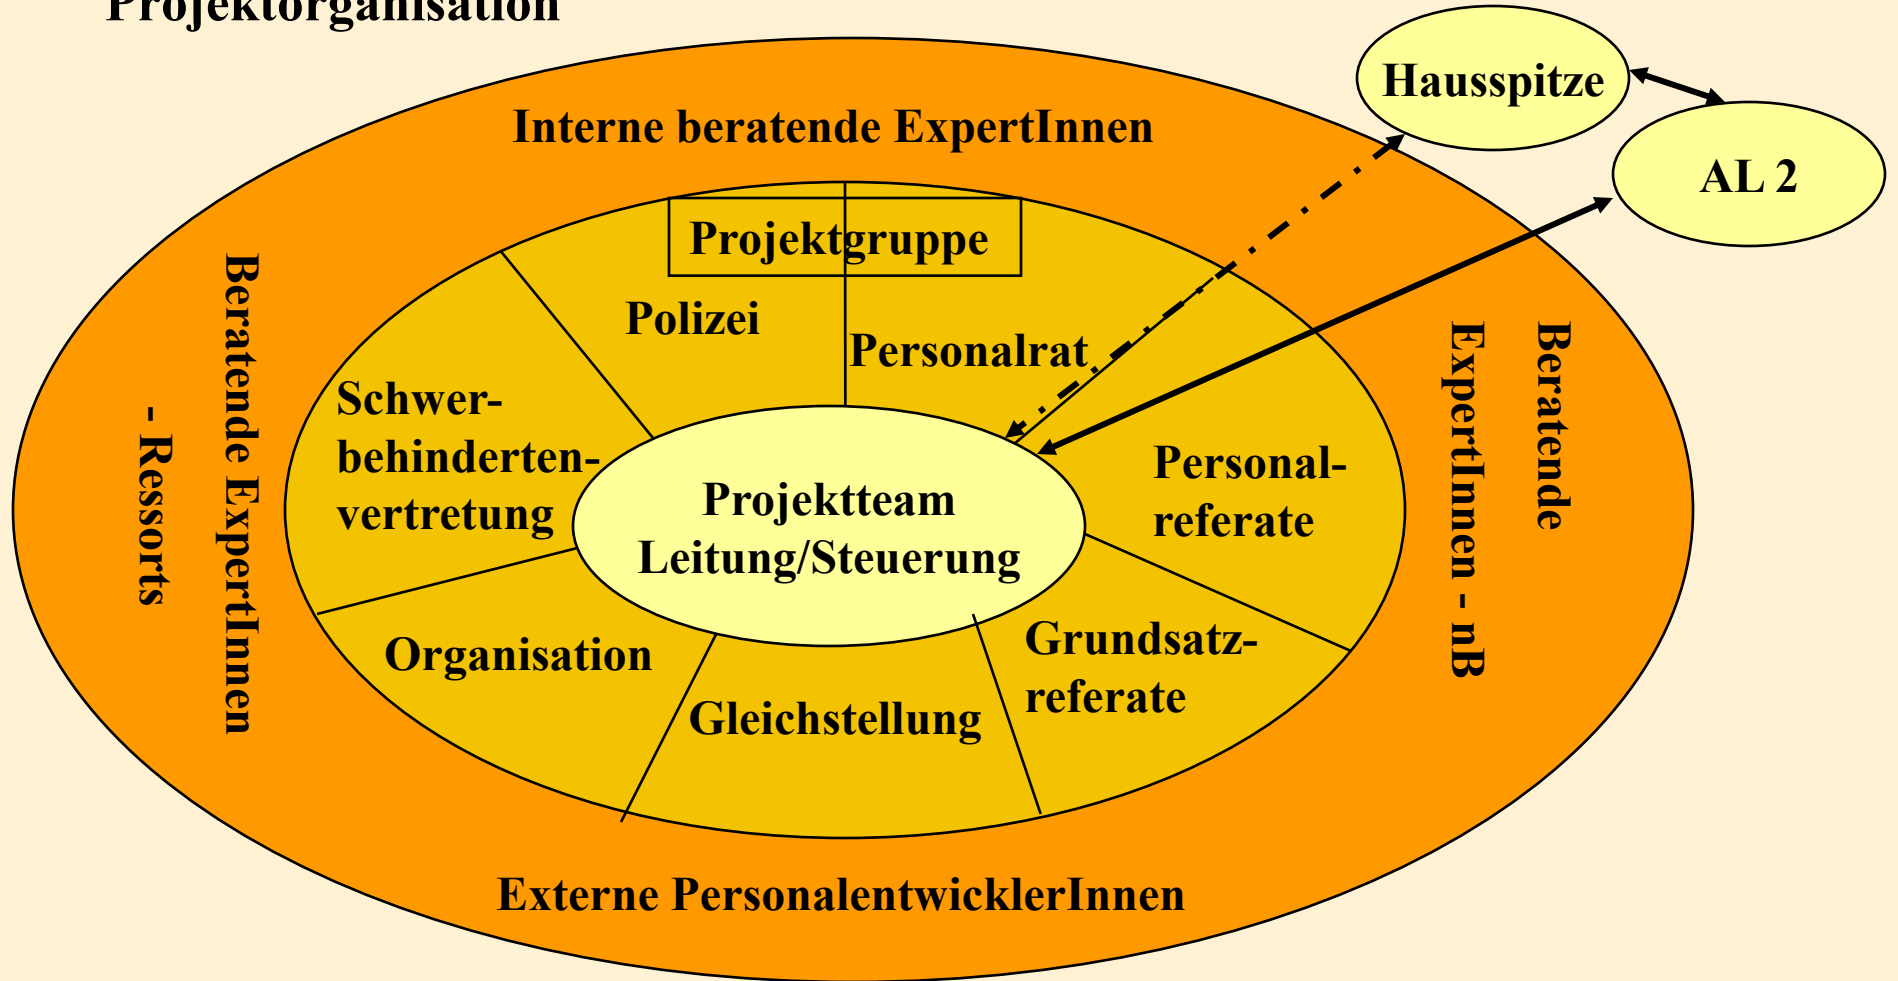 Projektorganisation
Hausspitze
AL 2
Interne beratende ExpertInnen
Projektgruppe
Polizei
Personalrat
Schwer-
behinderten-
vertretung
Personal-
referate
Projektteam
Leitung/Steuerung
Organisation
Gleichstellung
Grundsatz-
referate
Beratende ExpertInnen
- Ressorts
Beratende
ExpertInnen - nB
Externe PersonalentwicklerInnen